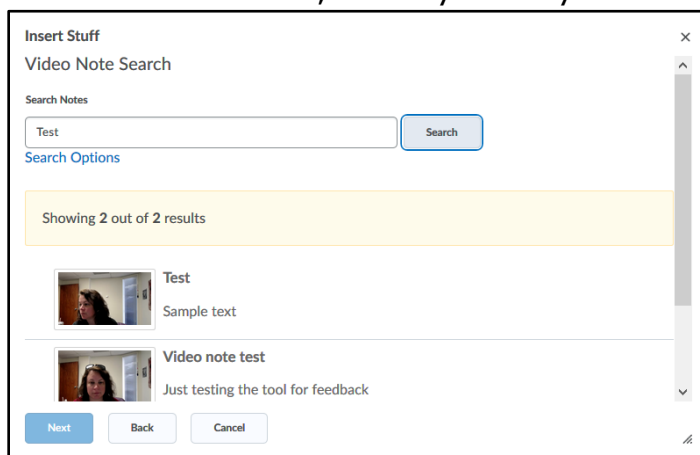 Insert Stuff
Video Note Search
Search Notes
Test
Search
Search Options
Showing 2 out of 2 results
Test
Sample text
Video note test
Just testing the tool for feedback
Next Back Cancel